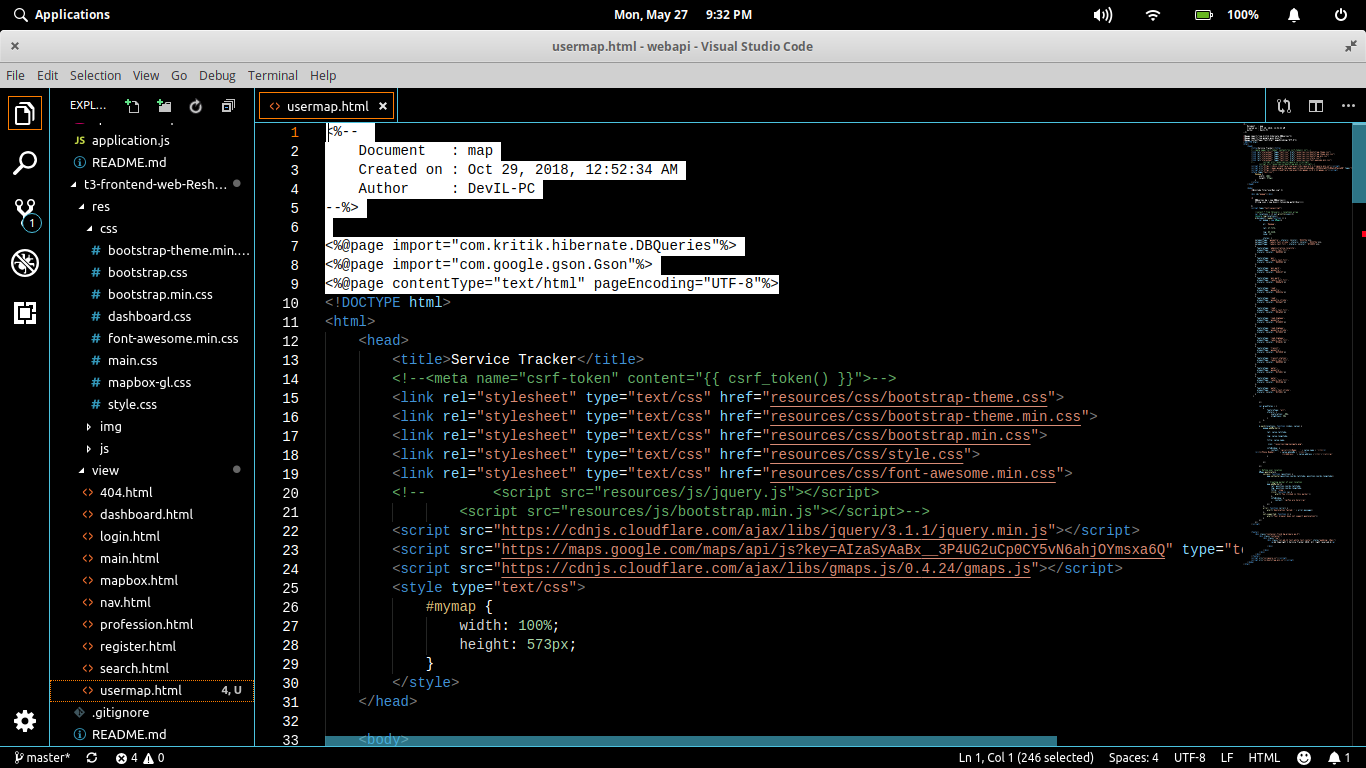 Applications
Mon, May 27 9:32 PM
100%
usermap.html - webapi - Visual Studio Code
File Edit Selection View Go Debug Terminal Help
EXPL...
usermap.html
application.js
README.md
t3-frontend-web-Resh...
res
css
bootstrap-theme.min....
bootstrap.css
bootstrap.min.css
dashboard.css
font-awesome.min.css
main.css
mapbox-gl.css
style.css
img
js
view
404.html
dashboard.html
login.html
main.html
mapbox.html
nav.html
profession.html
register.html
search.html
usermap.html 4, U
.gitignore
README.md
1 <%--
2 Document : map
3 Created on : Oct 29, 2018, 12:52:34 AM
4 Author : DevIL-PC
5 --%>
6
7 <%@page import="com.kritik.hibernate.DBQueries"%>
8 <%@page import="com.google.gson.Gson"%>
9 <%@page contentType="text/html" pageEncoding="UTF-8"%>
10 <!DOCTYPE html>
11 <html>
12 <head>
13 <title>Service Tracker</title>
14 <!--<meta name="csrf-token" content="{{ csrf_token() }}">-->
15 <link rel="stylesheet" type="text/css" href="resources/css/bootstrap-theme.css">
16 <link rel="stylesheet" type="text/css" href="resources/css/bootstrap-theme.min.css">
17 <link rel="stylesheet" type="text/css" href="resources/css/bootstrap.min.css">
18 <link rel="stylesheet" type="text/css" href="resources/css/style.css">
19 <link rel="stylesheet" type="text/css" href="resources/css/font-awesome.min.css">
20 <!-- <script src="resources/js/jquery.js"></script>
21 <script src="resources/js/bootstrap.min.js"></script>-->
22 <script src="https://cdnjs.cloudflare.com/ajax/libs/jquery/3.1.1/jquery.min.js"></script>
23 <script src="https://maps.google.com/maps/api/js?key=AIzaSyAaBx__3P4UG2uCp0CY5vN6ahjOYmsxa6Q" type="te
24 <script src="https://cdnjs.cloudflare.com/ajax/libs/gmaps.js/0.4.24/gmaps.js"></script>
25 <style type="text/css">
26 #mymap {
27 width: 100%;
28 height: 573px;
29 }
30 </style>
31 </head>
32
33 <body>
1
master* 4 0
Ln 1, Col 1 (246 selected) Spaces: 4 UTF-8 LF HTML 1